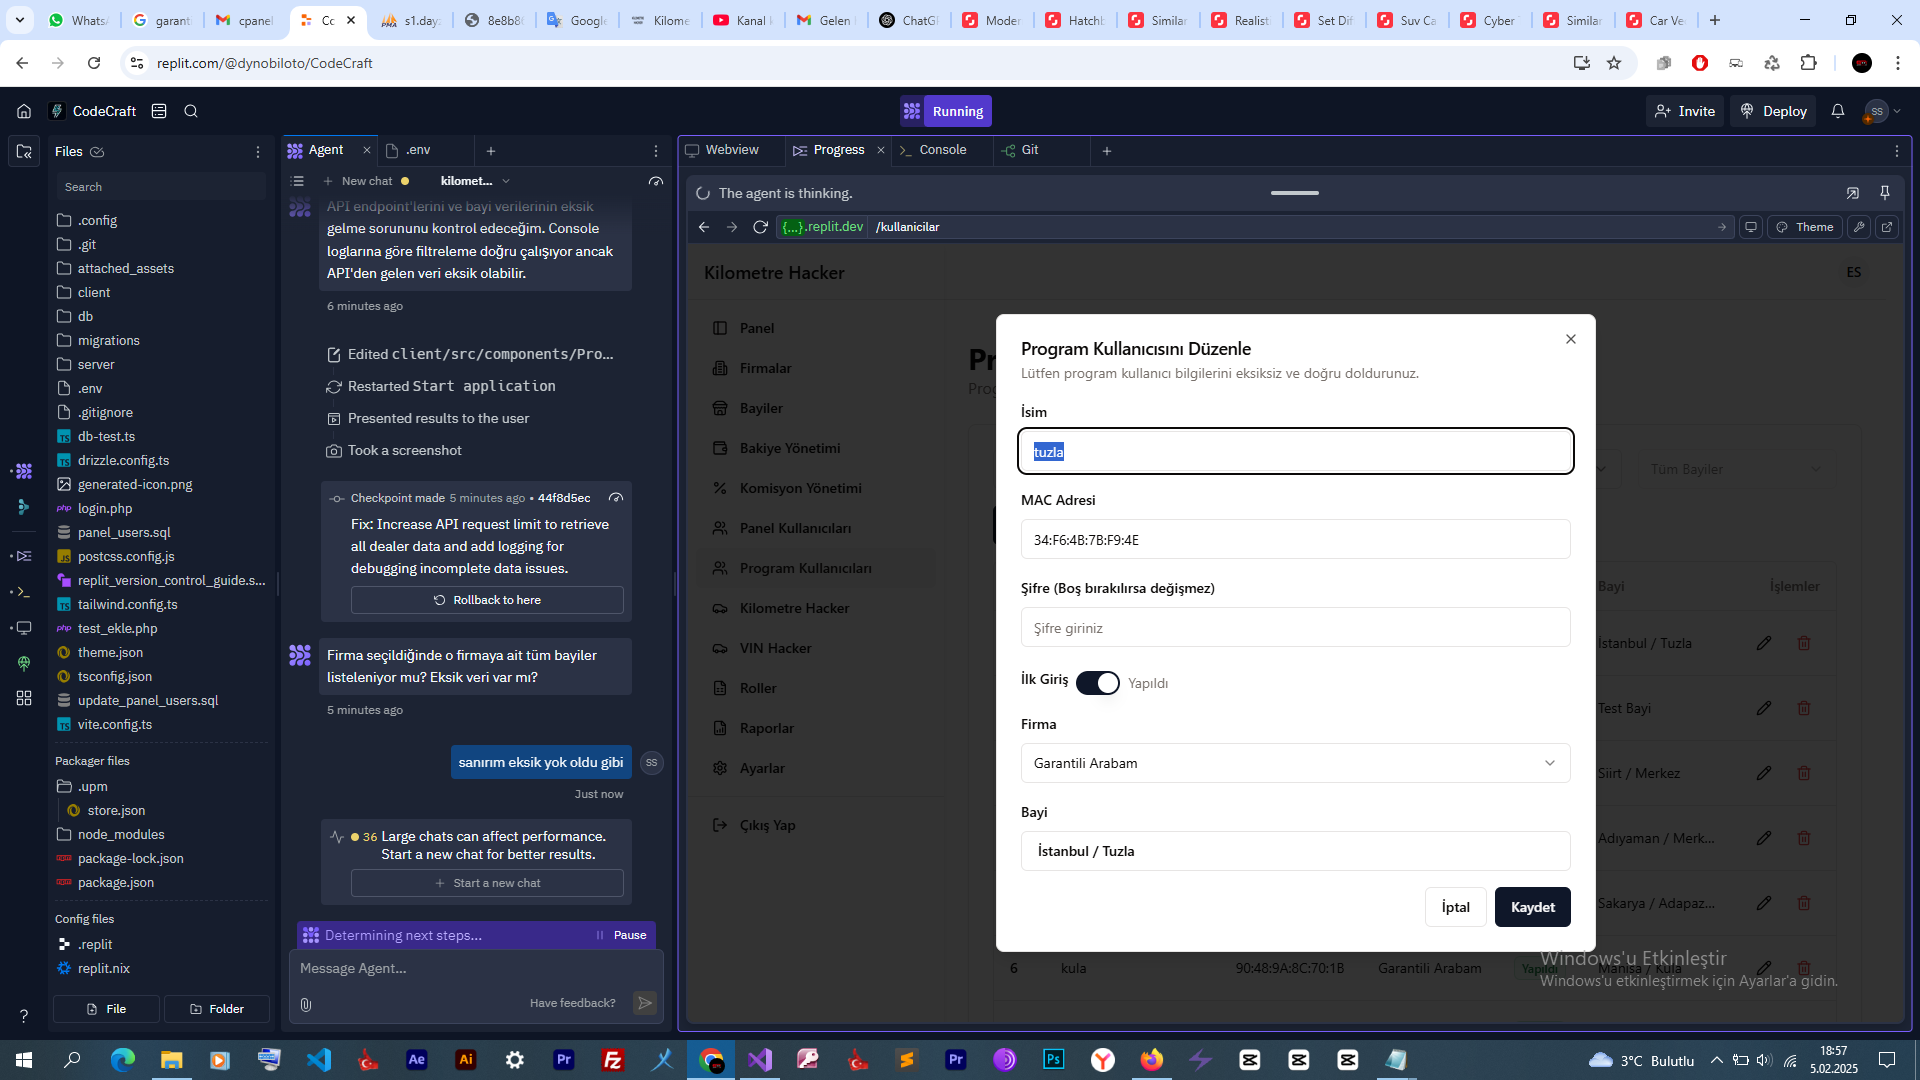 WhatsA
garanti
cpanel
Co
s1.day
8e8b8
Google
Kilome
Kanal i
Gelen
ChatGI
Moder
Hatchb
Similar
Realist
Set Dif
Suv Ca
Cyber
Similar
Car Ve
replit.com/@dynobiloto/CodeCraft
CodeCraft
Running
Invite
Deploy
SS
Files
Search
.config
.git
attached_assets
client
db
migrations
server
.env
.gitignore
db-test.ts
drizzle.config.ts
generated-icon.png
login.php
panel_users.sql
postcss.config.js
replit_version_control_guide.s...
tailwind.config.ts
test_ekle.php
theme.json
tsconfig.json
update_panel_users.sql
vite.config.ts
Packager files
.upm
store.json
node_modules
package-lock.json
package.json
Config files
.replit
replit.nix
File
Folder
Agent
.env
New chat
kilomet...
API endpoint'lerini ve bayi verilerinin eksik
gelme sorununu kontrol edeceğim. Console
loglarına göre filtreleme doğru çalışıyor ancak
API'den gelen veri eksik olabilir.
6 minutes ago
Edited client/src/components/Pro...
Restarted Start application
Presented results to the user
Took a screenshot
Checkpoint made 5 minutes ago • 44f8d5ec
Fix: Increase API request limit to retrieve
all dealer data and add logging for
debugging incomplete data issues.
Rollback to here
Firma seçildiğinde o firmaya ait tüm bayiler
listeleniyor mu? Eksik veri var mı?
5 minutes ago
sanırım eksik yok oldu gibi
SS
Just now
36 Large chats can affect performance.
Start a new chat for better results.
Start a new chat
Determining next steps...
Pause
Message Agent...
Have feedback?
Webview
Progress
Console
Git
The agent is thinking.
{...}.replit.dev
/kullanicilar
Theme
Kilometre Hacker
ES
Panel
Firmalar
Bayiler
Bakiye Yönetimi
Komisyon Yönetimi
Panel Kullanıcıları
Program Kullanıcıları
Kilometre Hacker
VIN Hacker
Roller
Raporlar
Ayarlar
Çıkış Yap
Pr
Prog
Tüm Bayiler
Bayi
İşlemler
İstanbul / Tuzla
Test Bayi
Siirt / Merkez
Adıyaman / Merk...
Sakarya / Adapaz...
6
kula
90:48:9A:8C:70:1B
Garantili Arabam
Yapıldı
Manisa / Kula
Program Kullanıcısını Düzenle
Lütfen program kullanıcı bilgilerini eksiksiz ve doğru doldurunuz.
İsim
tuzla
MAC Adresi
34:F6:4B:7B:F9:4E
Şifre (Boş bırakılırsa değişmez)
Şifre giriniz
İlk Giriş
Yapıldı
Firma
Garantili Arabam
Bayi
İstanbul / Tuzla
İptal
Kaydet
Windows'u Etkinleştir
Windows'u etkinleştirmek için Ayarlar'a gidin.
3°C Bulutlu
18:57
5.02.2025